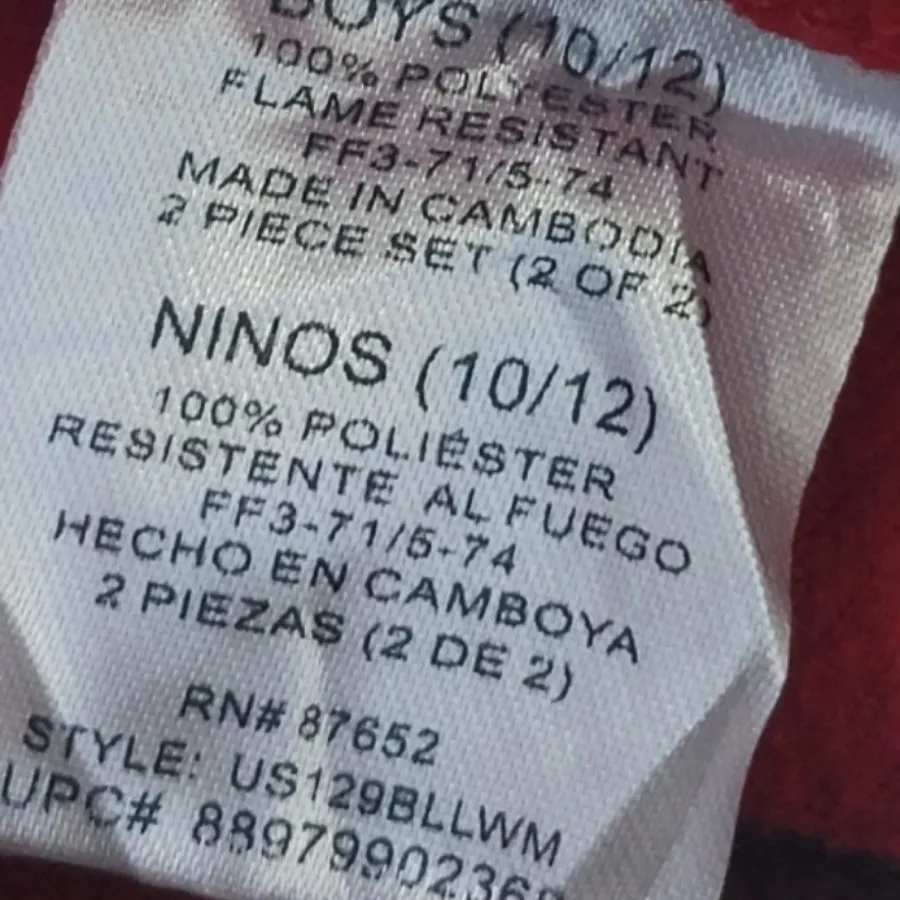 BOYS (10/12)
100% POLYESTER
FLAME RESISTANT
FF3-71/5-74
MADE IN CAMBODIA
2 PIECE SET (2 OF 2)
NINOS (10/12)
100% POLIÉSTER
RESISTENTE AL FUEGO
FF3-71/5-74
HECHO EN CAMBOYA
2 PIEZAS (2 DE 2)
RN# 87652
STYLE: US129BLLWM
UPC#